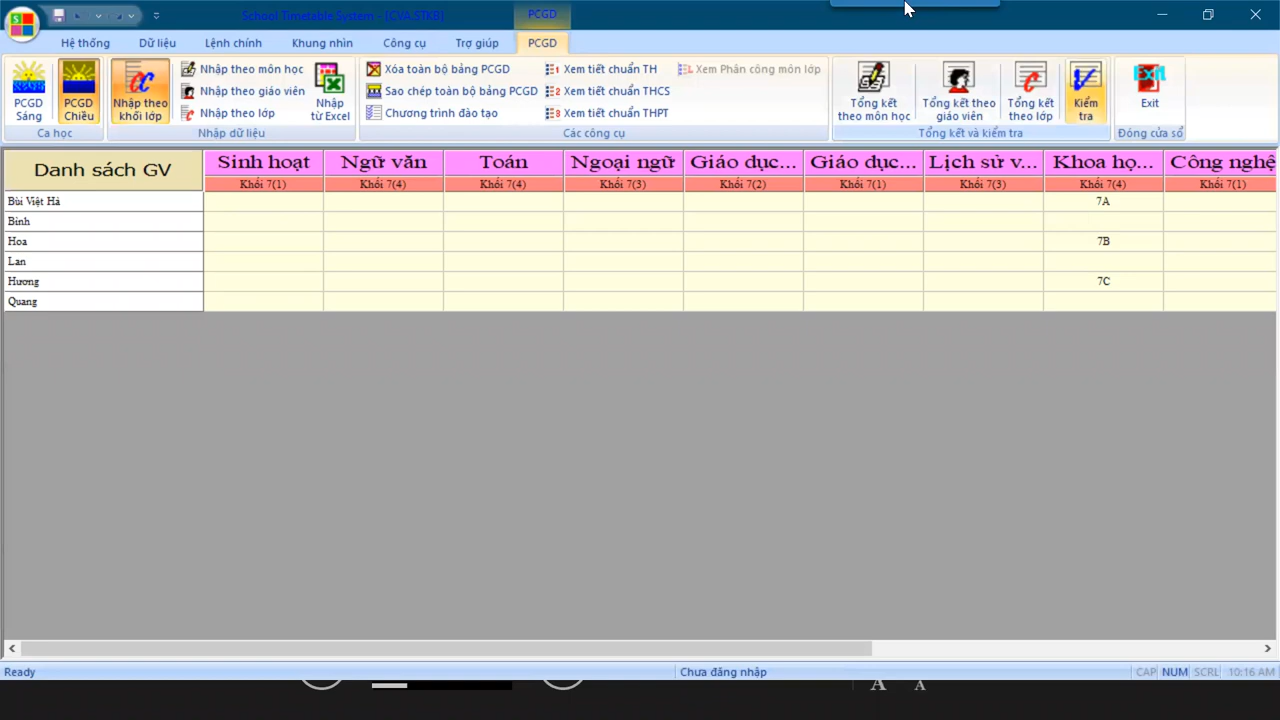 School Timetable System - (CVA.STKB)
PCGD
Hệ thống
Dữ liệu
Lệnh chính
Khung nhìn
Công cụ
Trợ giúp
PCGD
PCGD Sáng
PCGD Chiều
Ca học
Nhập theo khối lớp
Nhập theo môn học
Nhập theo giáo viên
Nhập theo lớp
Nhập từ Excel
Nhập dữ liệu
Xóa toàn bộ bảng PCGD
Sao chép toàn bộ bảng PCGD
Chương trình đào tạo
Xem tiết chuẩn TH
Xem tiết chuẩn THCS
Xem tiết chuẩn THPT
Xem Phân công môn lớp
Các công cụ
Tổng kết theo môn học
Tổng kết theo giáo viên
Tổng kết theo lớp
Kiểm tra
Tổng kết và kiểm tra
Exit
Đóng cửa sổ
Danh sách GV
Sinh hoạt Ngữ văn Toán Ngoại ngữ Giáo dục... Giáo dục... Lịch sử v... Khoa họ... Công nghệ
Khối 7(1) Khối 7(4) Khối 7(4) Khối 7(3) Khối 7(2) Khối 7(1) Khối 7(3) Khối 7(4) Khối 7(1)
Bùi Việt Hà 7A
Bình
Hoa 7B
Lan
Hương 7C
Quang
Ready Chưa đăng nhập CAP NUM SCRL 10:16 AM
A A